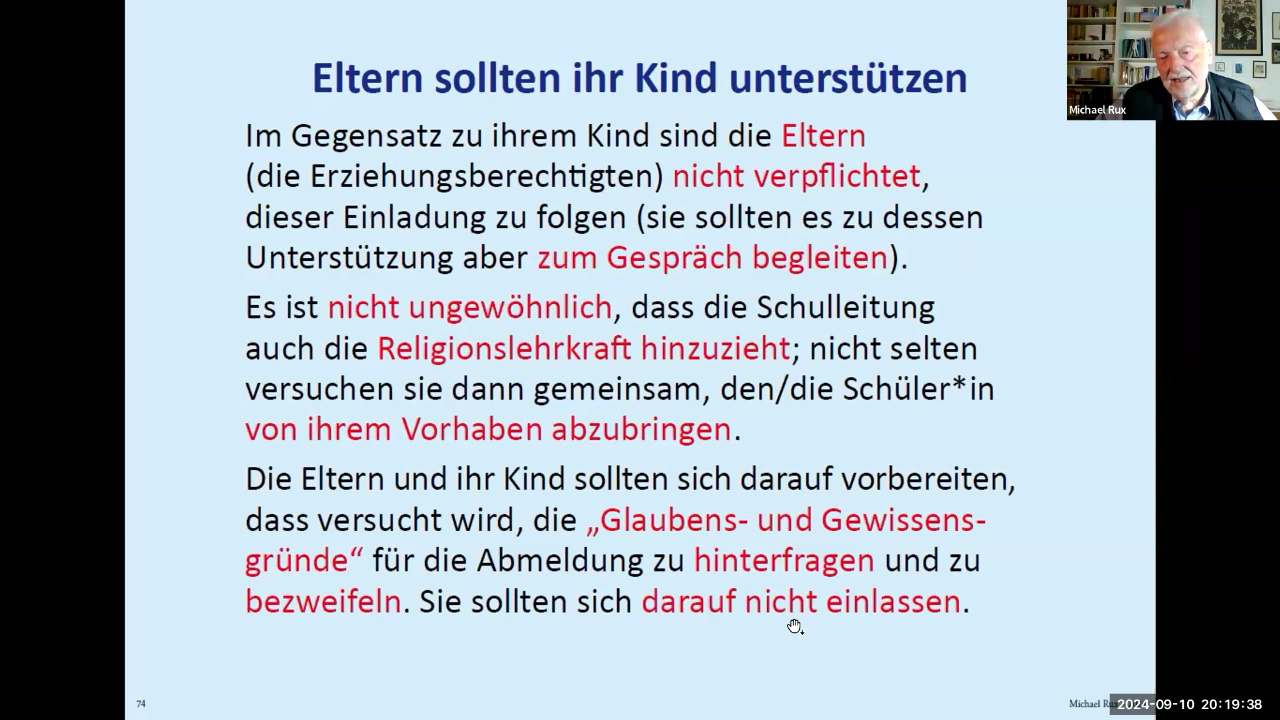 Eltern sollten ihr Kind unterstützen
Im Gegensatz zu ihrem Kind sind die Eltern
(die Erziehungsberechtigten) nicht verpflichtet,
dieser Einladung zu folgen (sie sollten es zu dessen
Unterstützung aber zum Gespräch begleiten).
Es ist nicht ungewöhnlich, dass die Schulleitung
auch die Religionslehrkraft hinzuzieht; nicht selten
versuchen sie dann gemeinsam, den/die Schüler*in
von ihrem Vorhaben abzubringen.
Die Eltern und ihr Kind sollten sich darauf vorbereiten,
dass versucht wird, die „Glaubens- und Gewissens-
gründe“ für die Abmeldung zu hinterfragen und zu
bezweifeln. Sie sollten sich darauf nicht einlassen.
Michael Rux
74
Michael
2024-09-10 20:19:38